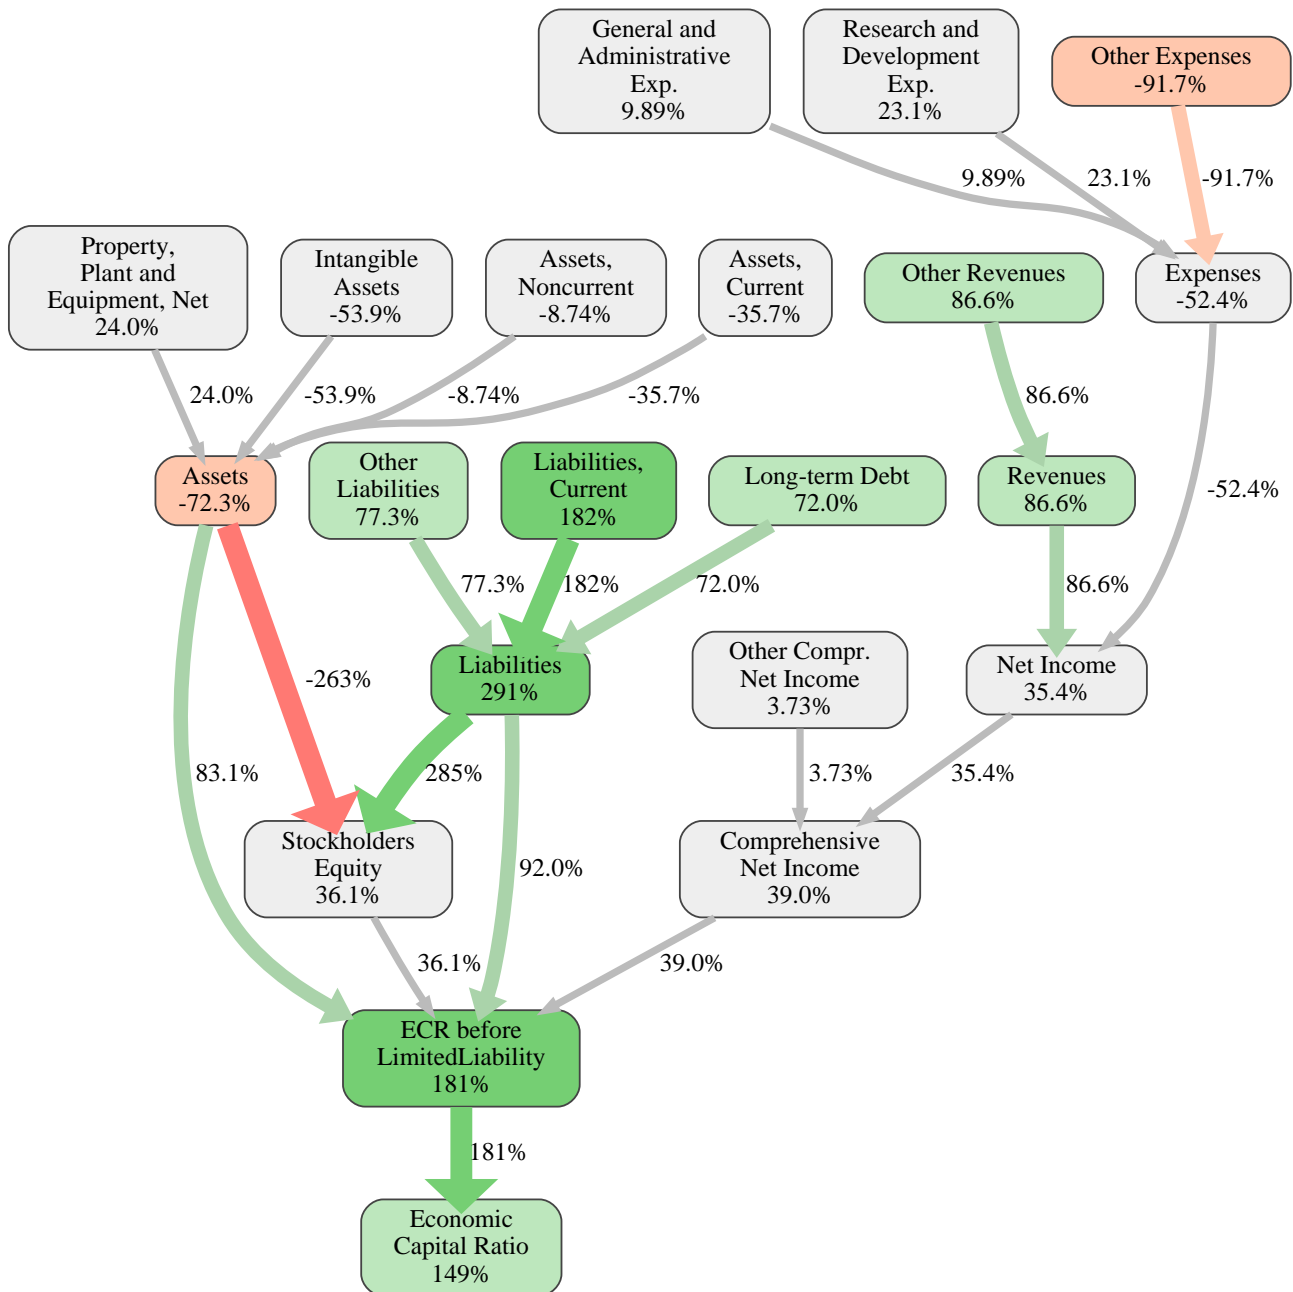 General and
Administrative
Exp.
9.89%
Research and
Development
Exp.
23.1%
Other Expenses
-91.7%
9.89%
23.1%
-91.7%
Property,
Plant and
Equipment, Net
24.0%
Intangible
Assets
-53.9%
Assets,
Noncurrent
-8.74%
Assets,
Current
-35.7%
Other Revenues
86.6%
Expenses
-52.4%
24.0%
-53.9%
-8.74%
-35.7%
86.6%
-52.4%
Assets
-72.3%
Other
Liabilities
77.3%
Liabilities,
Current
182%
Long-term Debt
72.0%
Revenues
86.6%
77.3%
182%
72.0%
86.6%
-263%
Liabilities
291%
Other Compr.
Net Income
3.73%
Net Income
35.4%
83.1%
285%
3.73%
35.4%
Stockholders
Equity
36.1%
92.0%
Comprehensive
Net Income
39.0%
36.1%
39.0%
ECR before
LimitedLiability
181%
181%
Economic
Capital Ratio
149%